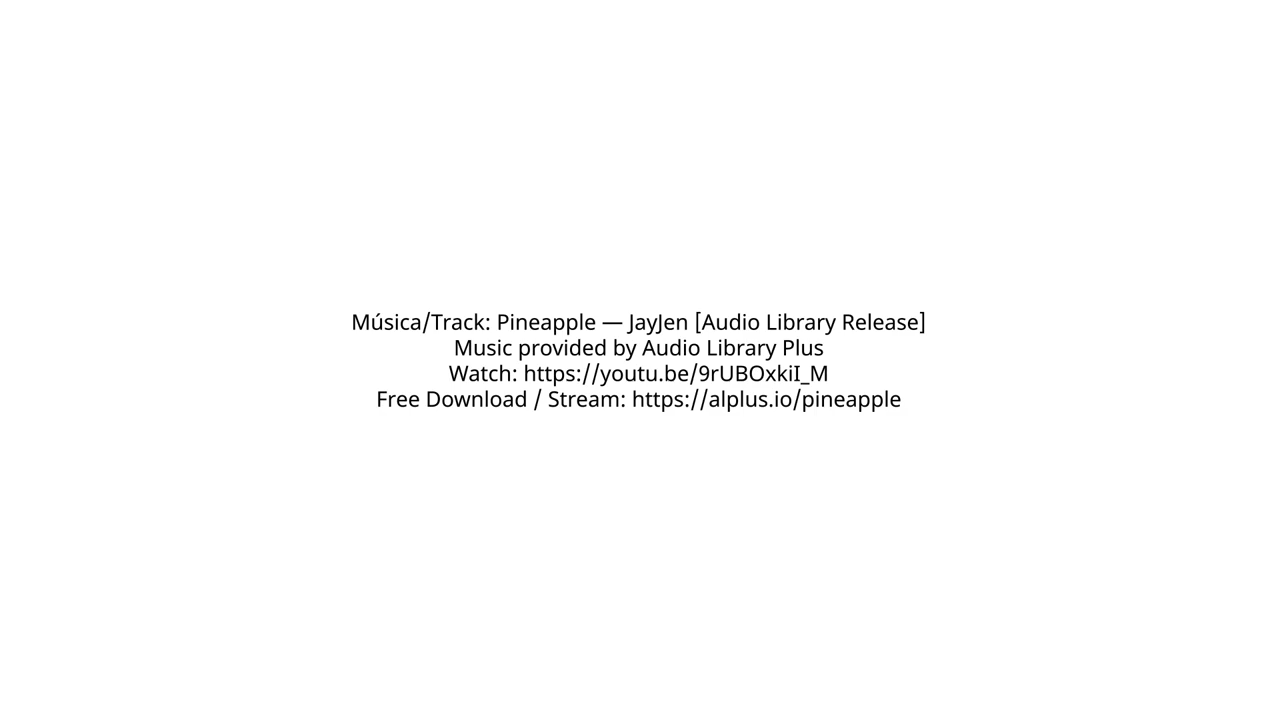 Música/Track: Pineapple — JayJen [Audio Library Release]
Music provided by Audio Library Plus
Watch: https://youtu.be/9rUBOxkiI_M
Free Download / Stream: https://alplus.io/pineapple